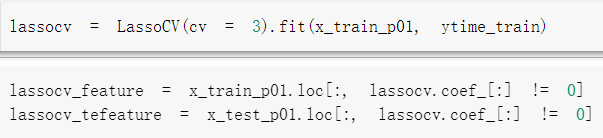 lassocv = LassoCV(cv = 3).fit(x_train_p01, ytime_train)
lassocv_feature = x_train_p01.loc[:, lassocv.coef_[:] != 0]
lassocv_tefeature = x_test_p01.loc[:, lassocv.coef_[:] != 0]